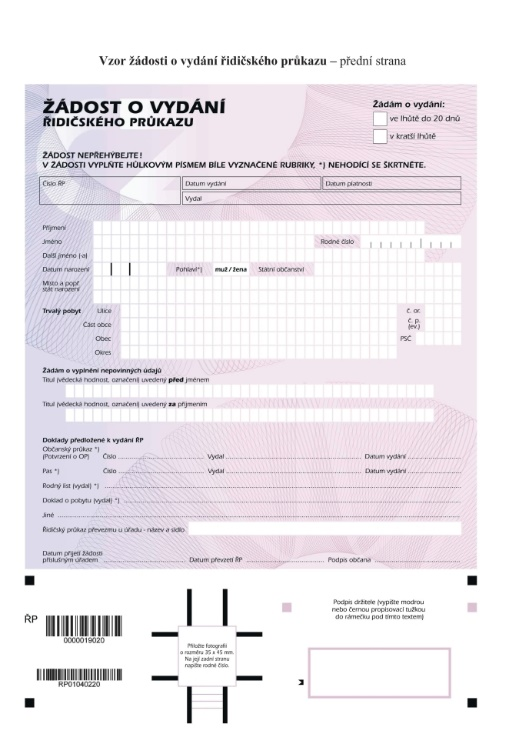 Vzor žádosti o vydání řidičského průkazu – přední strana
ŽÁDOST O VYDÁNÍ
ŘIDIČSKÉHO PRŮKAZU
Žádám o vydání:
ve lhůtě do 20 dnů
v kratší lhůtě
ŽÁDOST NEPŘEHÝBEJTE!
V ŽÁDOSTI VYPLŇTE HŮLKOVÝM PÍSMEM BÍLE VYZNAČENÉ RUBRIKY, *) NEHODÍCÍ SE ŠKRTNĚTE.
Číslo ŘP Datum vydání Datum platnosti
Vydal
Příjmení
Jméno Rodné číslo
Další jméno (-a)
Datum narození Pohlaví*) muž / žena Státní občanství
Místo a popř.
stát narození
Trvalý pobyt Ulice č. or.
Část obce č. p.
(ev.)
Obec PSČ
Okres
Žádám o vyplnění nepovinných údajů
Titul (vědecká hodnost, označení) uvedený před jménem
Titul (vědecká hodnost, označení) uvedený za příjmením
Doklady předložené k vydání ŘP
Občanský průkaz *)
(Potvrzení o OP) Číslo Vydal Datum vydání
Pas *) Číslo Vydal Datum vydání
Rodný list (vydal) *)
Doklad o pobytu (vydal) *)
Jiné
Řidičský průkaz převezmu u úřadu - název a sídlo
Datum přijetí žádosti
příslušným úřadem Datum převzetí ŘP Podpis občana
ŘP
0000019020
RP01040220
Přiložte fotografii
o rozměru 35 x 45 mm.
Na její zadní stranu
napište rodné číslo.
Podpis držitele (vypište modrou
nebo černou propisovací tužkou
do rámečku pod tímto textem)